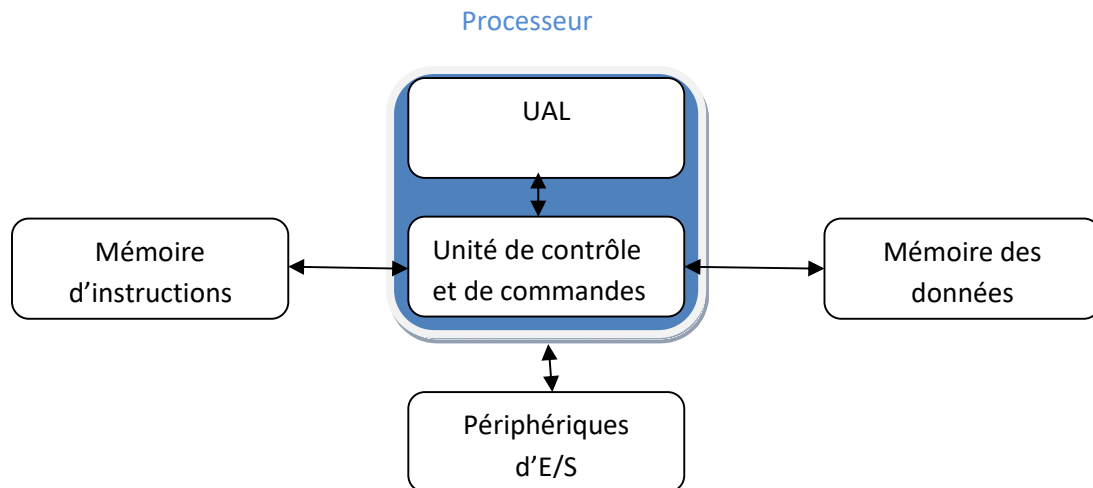 Processeur
UAL
Mémoire
d’instructions
Unité de contrôle
et de commandes
Mémoire des
données
Périphériques
d’E/S